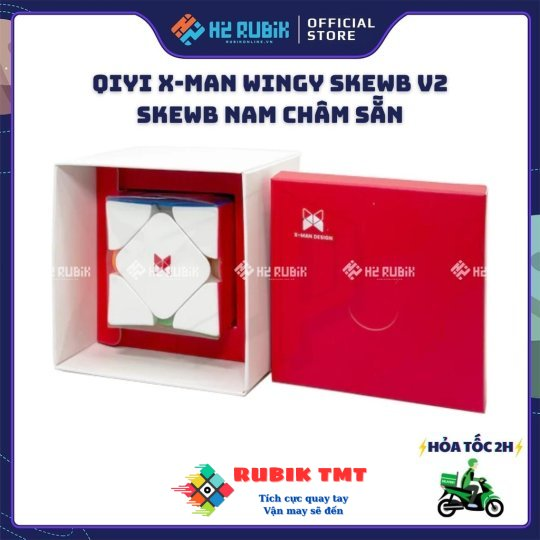 H2 RUBIK
RUBIKONLINE.VN
OFFICIAL
STORE
QIYI X-MAN WINGY SKEWB V2
SKEWB NAM CHÂM SẴN
X-MAN DESIGN
H2 RUBIK H2 RUBIK H2 RUBIK H2 RUBIK
HỎA TỐC 2H
RUBIK TMT
Tích cực quay tay
Vận may sẽ đến